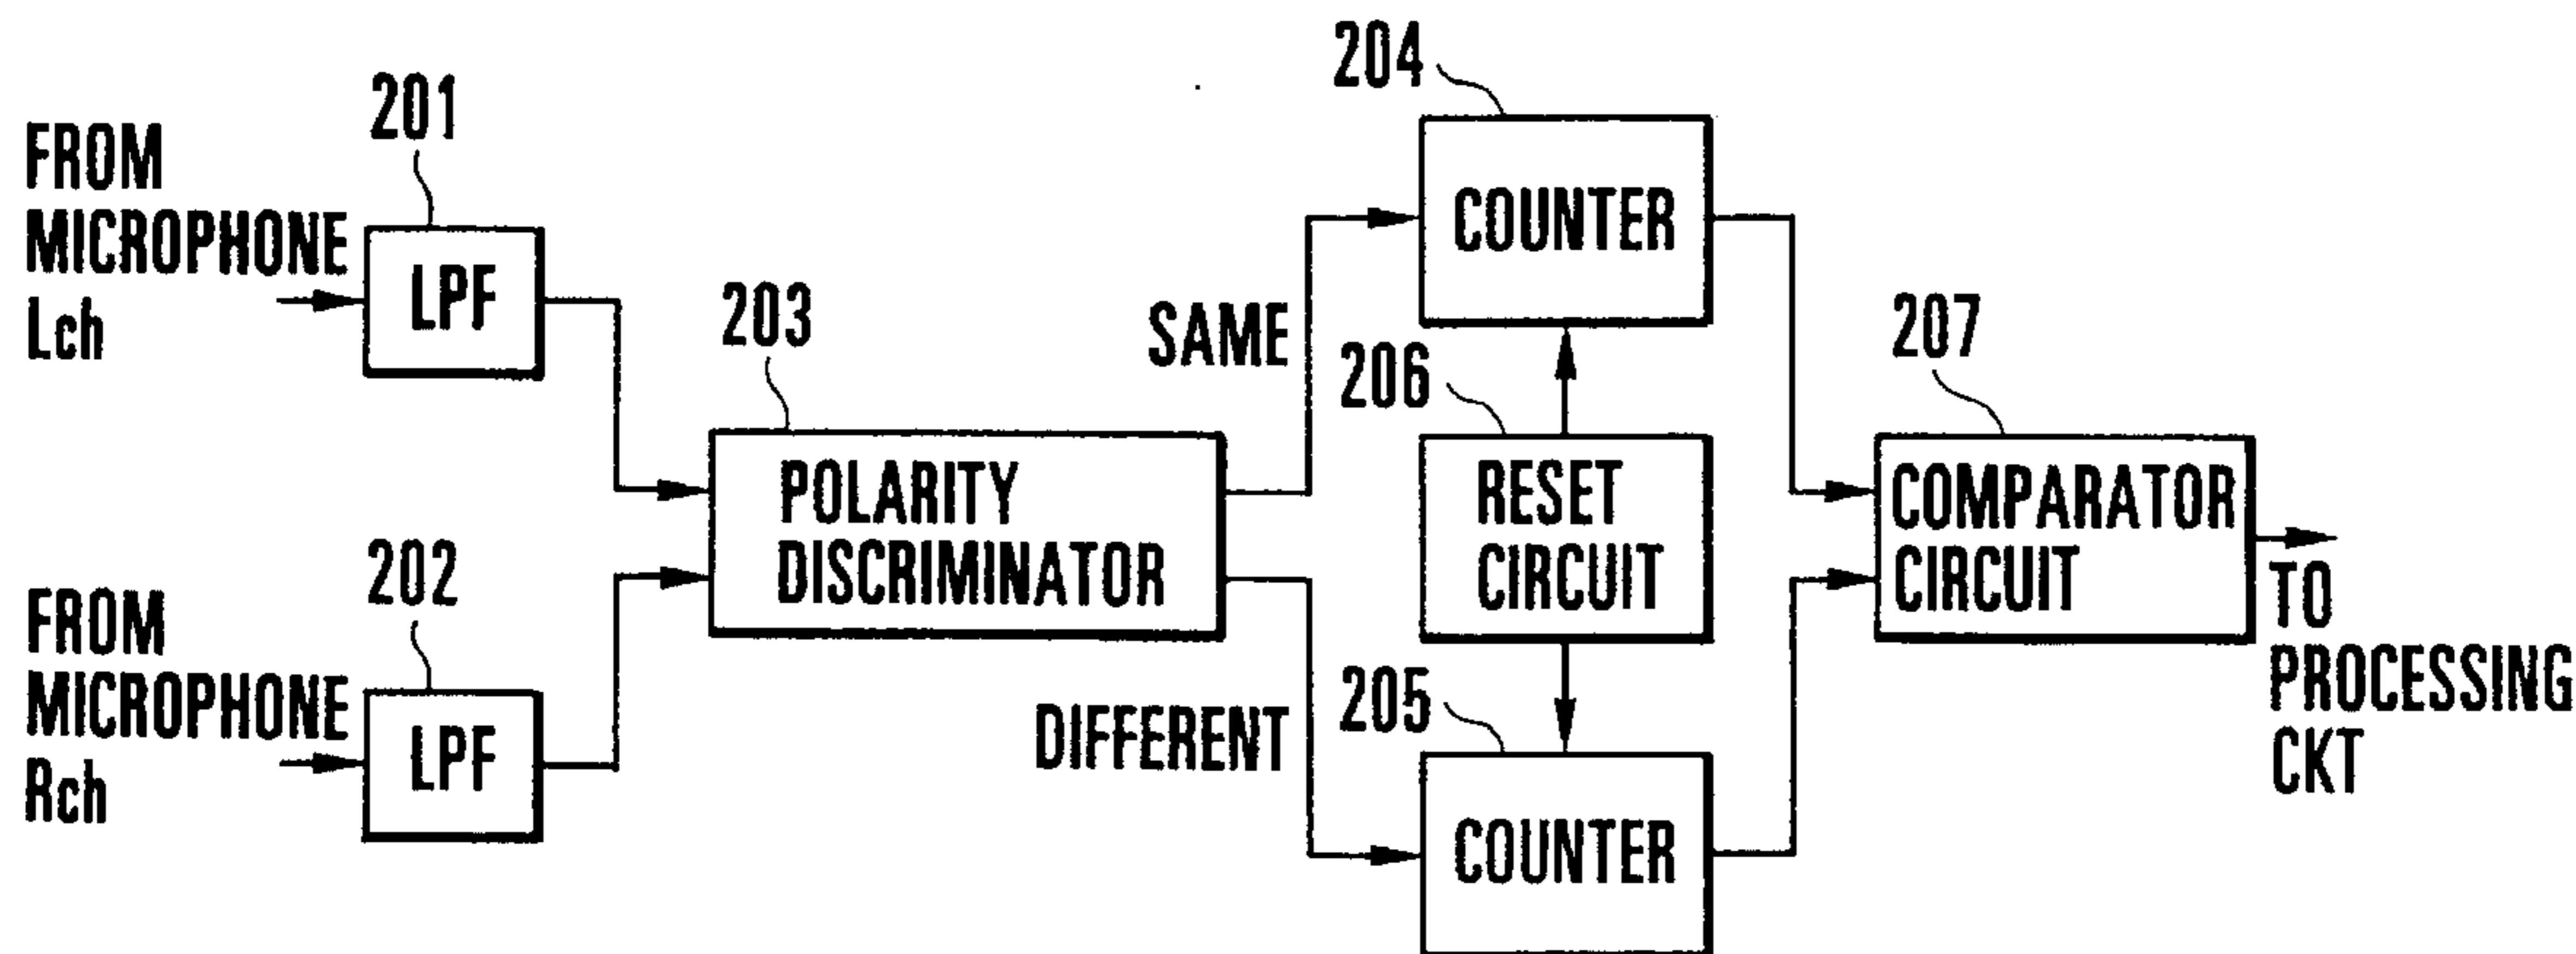 204
201
FROM
MICROPHONE
Lch
LPF
COUNTER
203
SAME
206
207
POLARITY
DISCRIMINATOR
RESET
CIRCUIT
COMPARATOR
CIRCUIT
TO
PROCESSING
CKT
202
FROM
MICROPHONE
Rch
LPF
DIFFERENT
205
COUNTER